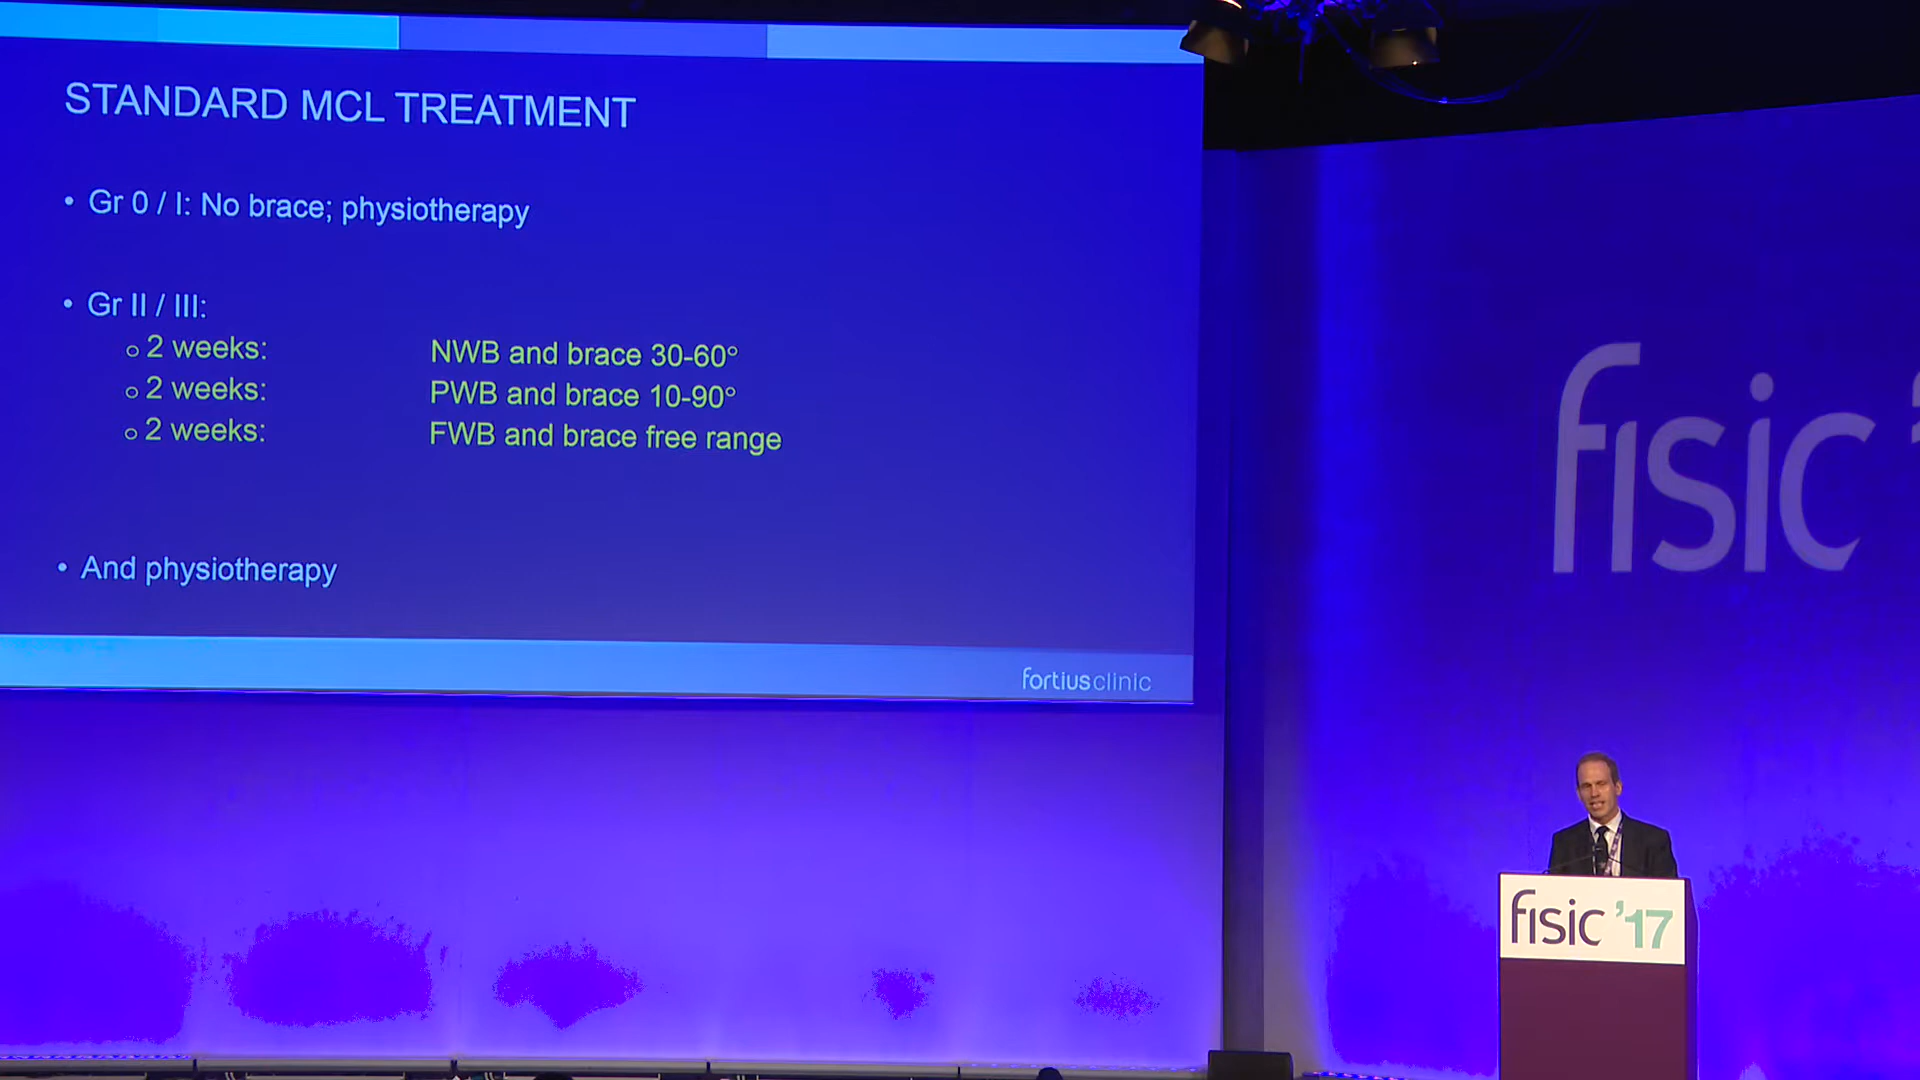 STANDARD MCL TREATMENT
• Gr 0 / I: No brace; physiotherapy
• Gr II / III:
○ 2 weeks: NWB and brace 30-60°
○ 2 weeks: PWB and brace 10-90°
○ 2 weeks: FWB and brace free range
• And physiotherapy
fortiusclinic
fisic '
fisic '17